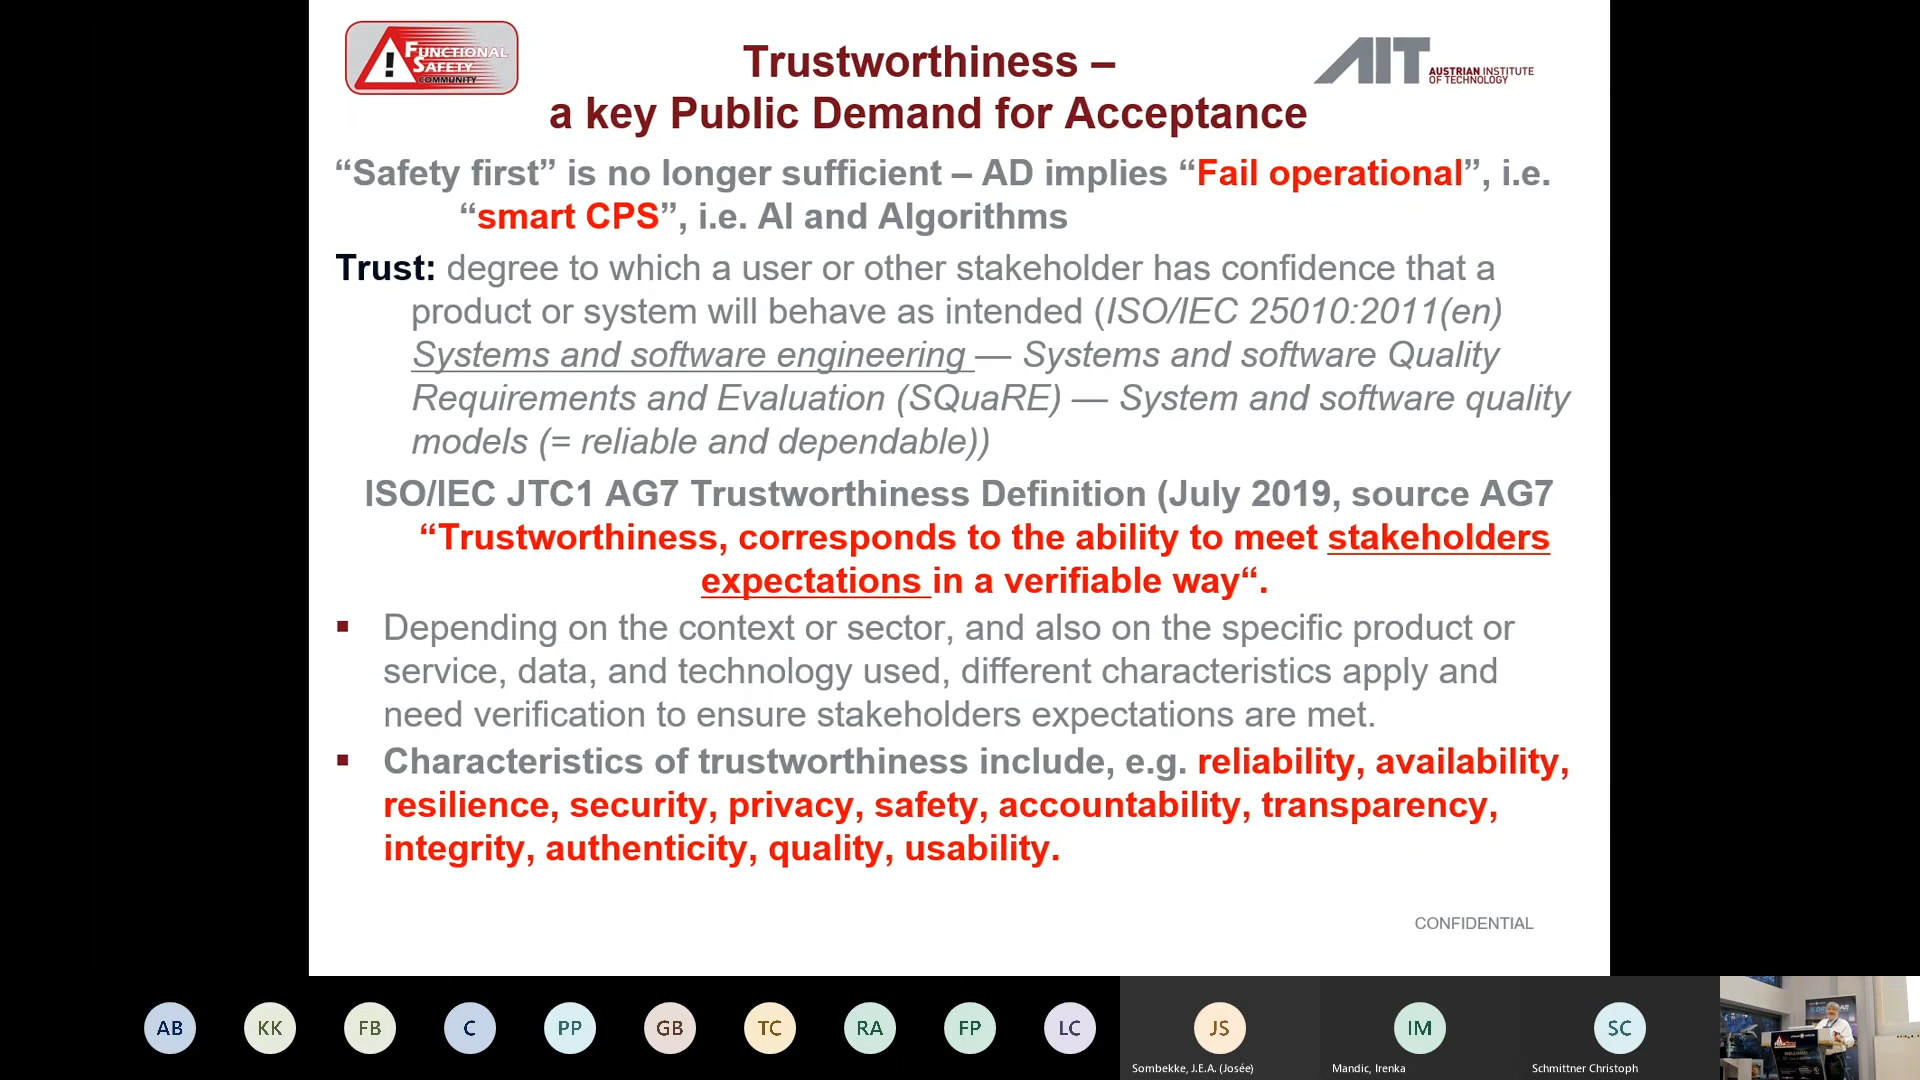 FUNCTIONAL
SAFETY
COMMUNITY
AIT AUSTRIAN INSTITUTE
OF TECHNOLOGY
Trustworthiness –
a key Public Demand for Acceptance
“Safety first” is no longer sufficient – AD implies “Fail operational”, i.e.
“smart CPS”, i.e. AI and Algorithms
Trust: degree to which a user or other stakeholder has confidence that a
product or system will behave as intended (ISO/IEC 25010:2011(en)
Systems and software engineering — Systems and software Quality
Requirements and Evaluation (SQuaRE) — System and software quality
models (= reliable and dependable))
ISO/IEC JTC1 AG7 Trustworthiness Definition (July 2019, source AG7
“Trustworthiness, corresponds to the ability to meet stakeholders
expectations in a verifiable way“.
▪ Depending on the context or sector, and also on the specific product or
service, data, and technology used, different characteristics apply and
need verification to ensure stakeholders expectations are met.
▪ Characteristics of trustworthiness include, e.g. reliability, availability,
resilience, security, privacy, safety, accountability, transparency,
integrity, authenticity, quality, usability.
CONFIDENTIAL
AB KK FB C PP GB TC RA FP LC JS IM SC
Sombekke, J.E.A. (Josée) Mandic, Irenka Schmittner Christoph